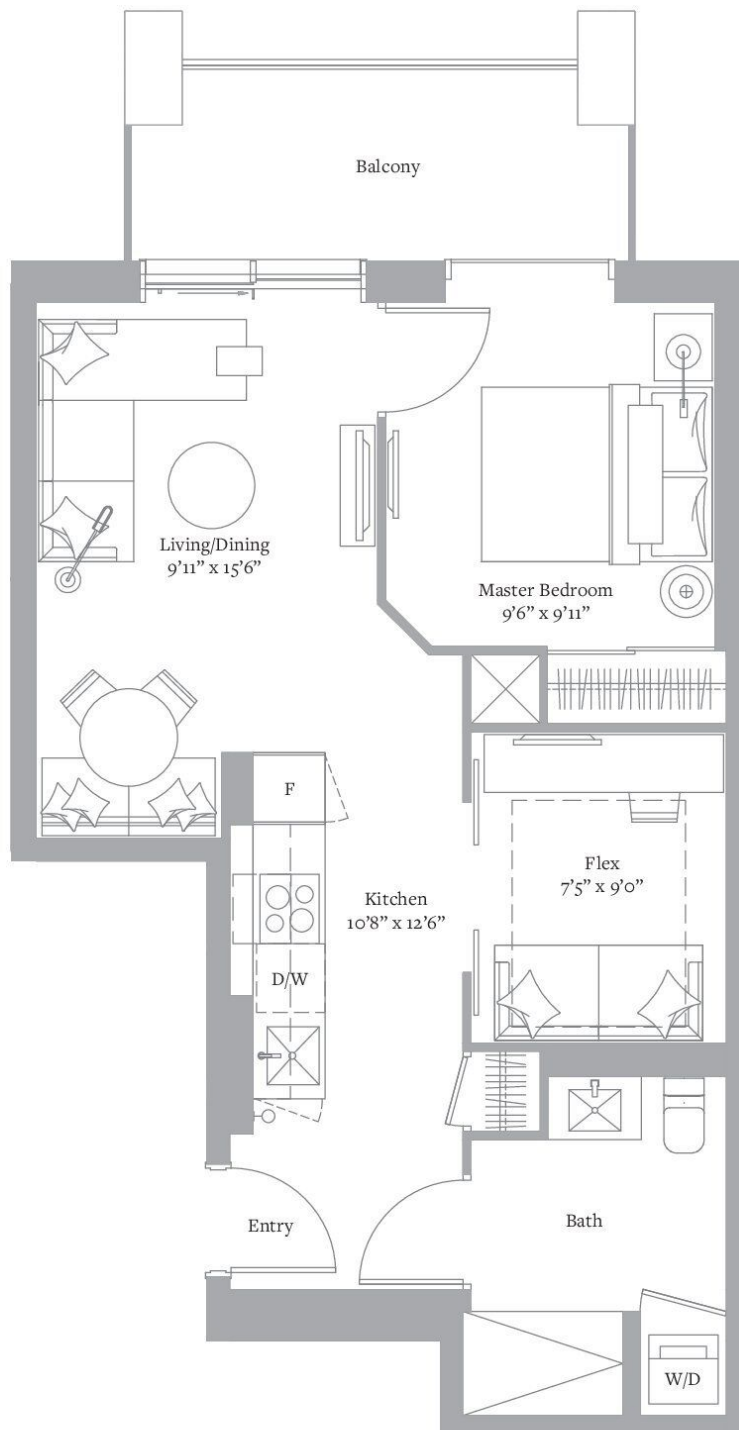 Balcony
Living/Dining
9’11” x 15’6”
Master Bedroom
9’6” x 9’11”
F
Flex
7’5” x 9’0”
Kitchen
10’8” x 12’6”
D/W
Entry
Bath
W/D